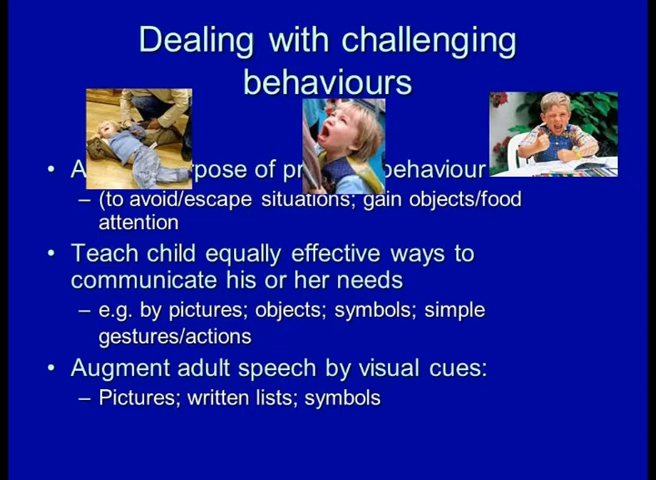 Dealing with challenging
behaviours
• A rpose of pr behaviour
– (to avoid/escape situations; gain objects/food
attention
• Teach child equally effective ways to
communicate his or her needs
– e.g. by pictures; objects; symbols; simple
gestures/actions
• Augment adult speech by visual cues:
– Pictures; written lists; symbols